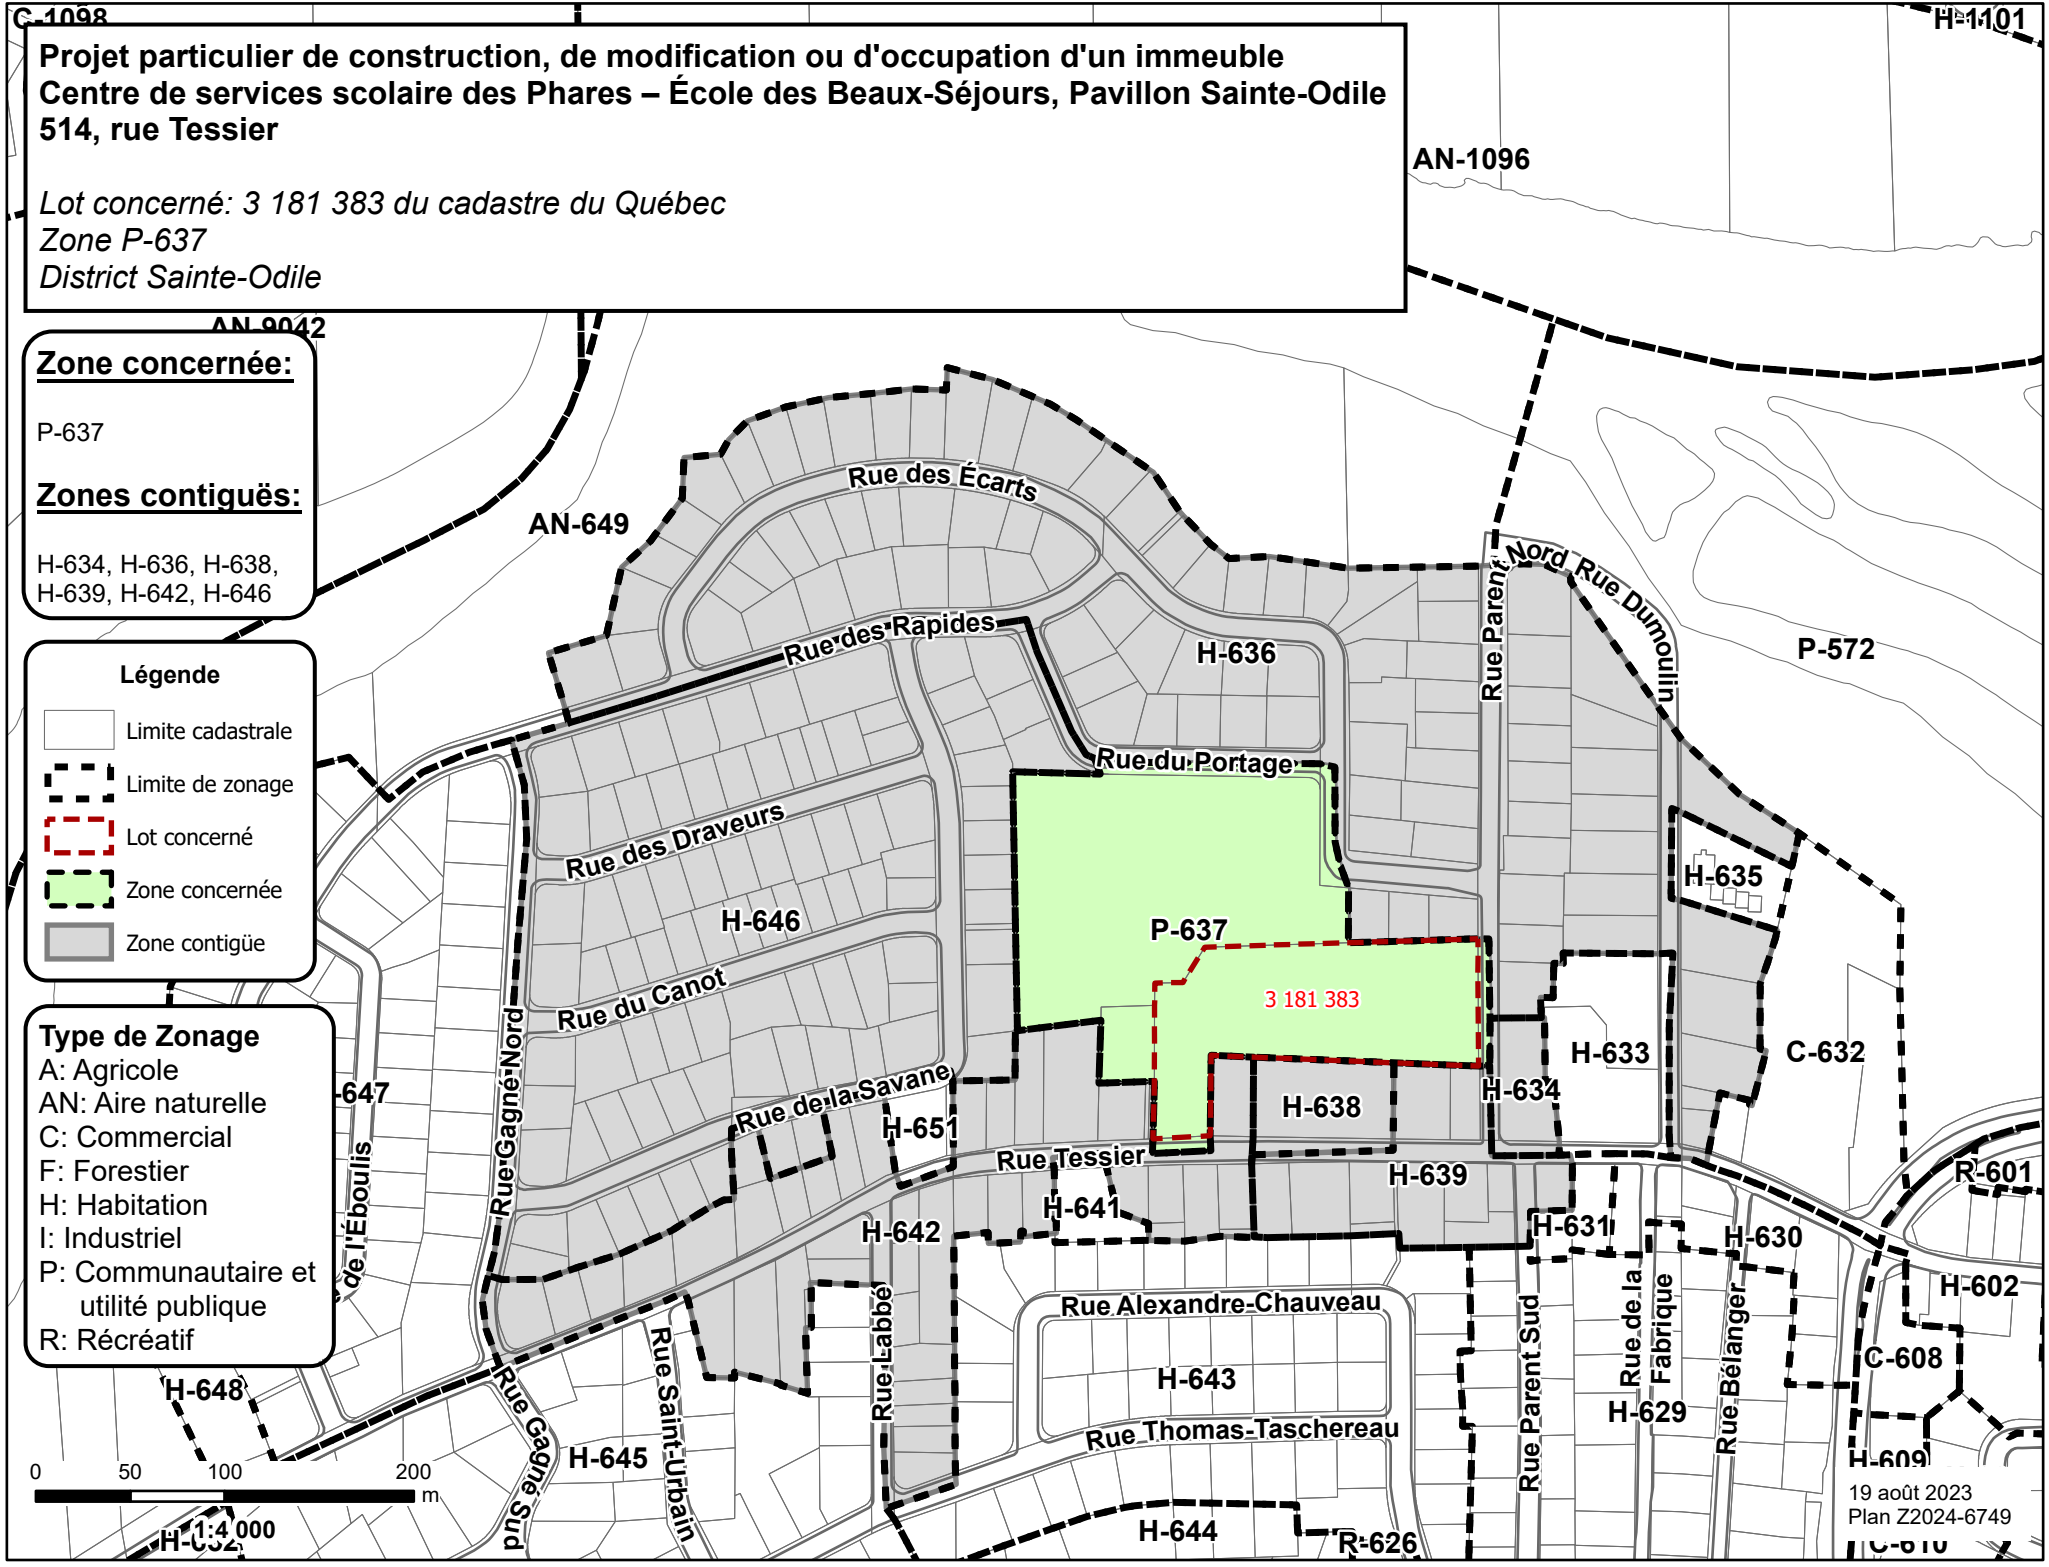 C-1098
H-1101
Projet particulier de construction, de modification ou d'occupation d'un immeuble
Centre de services scolaire des Phares – École des Beaux-Séjours, Pavillon Sainte-Odile
514, rue Tessier
Lot concerné: 3 181 383 du cadastre du Québec
Zone P-637
District Sainte-Odile
AN-1096
AN-9042
Zone concernée:
P-637
Zones contiguës:
H-634, H-636, H-638,
H-639, H-642, H-646
AN-649
Rue des Écarts
Rue des Rapides
H-636
Rue Parent Nord
Rue Dumoulin
P-572
Légende
Limite cadastrale
Limite de zonage
Lot concerné
Zone concernée
Zone contigüe
Rue du Portage
Rue des Draveurs
H-646
P-637
H-635
Rue du Canot
3 181 383
Rue Gagné Nord
H-633
C-632
Type de Zonage
A: Agricole
AN: Aire naturelle
C: Commercial
F: Forestier
H: Habitation
I: Industriel
P: Communautaire et
utilité publique
R: Récréatif
-647
de l'Éboulis
Rue de la Savane
H-651
H-638
H-634
Rue Tessier
H-639
H-641
H-642
H-631
H-630
R-601
H-602
Rue Labbé
Rue Alexandre-Chauveau
H-643
Rue Thomas-Taschereau
Rue Parent Sud
Rue de la
Fabrique
Rue Bélanger
H-629
C-608
H-609
H-648
Rue Gagné Sud
Rue Saint-Urbain
H-645
H-644
R-626
0 50 100 200
m
1:4 000
H-632
19 août 2023
Plan Z2024-6749
C-610